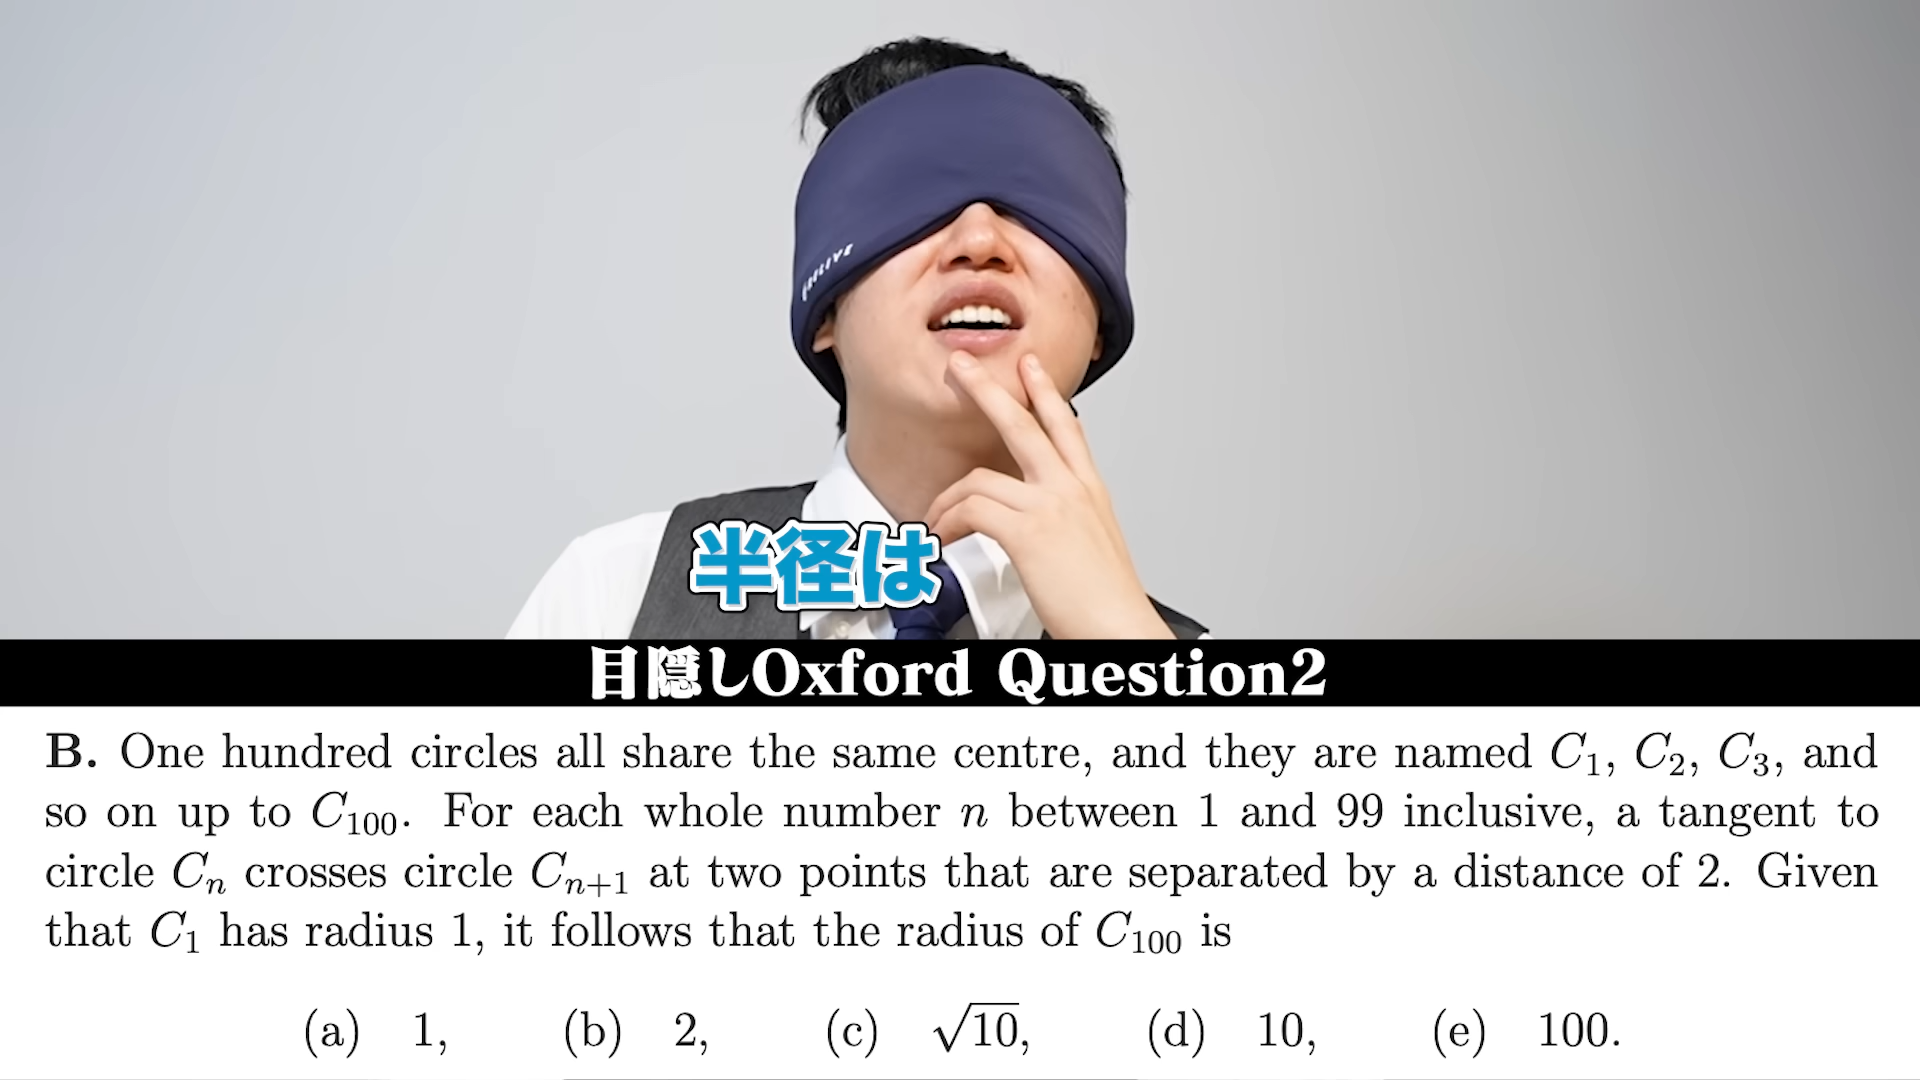 半径は
目隠しOxford Question2
B. One hundred circles all share the same centre, and they are named C₁, C₂, C₃, and
so on up to C₁₀₀. For each whole number n between 1 and 99 inclusive, a tangent to
circle Cₙ crosses circle Cₙ₊₁ at two points that are separated by a distance of 2. Given
that C₁ has radius 1, it follows that the radius of C₁₀₀ is
(a) 1, (b) 2, (c) √10, (d) 10, (e) 100.